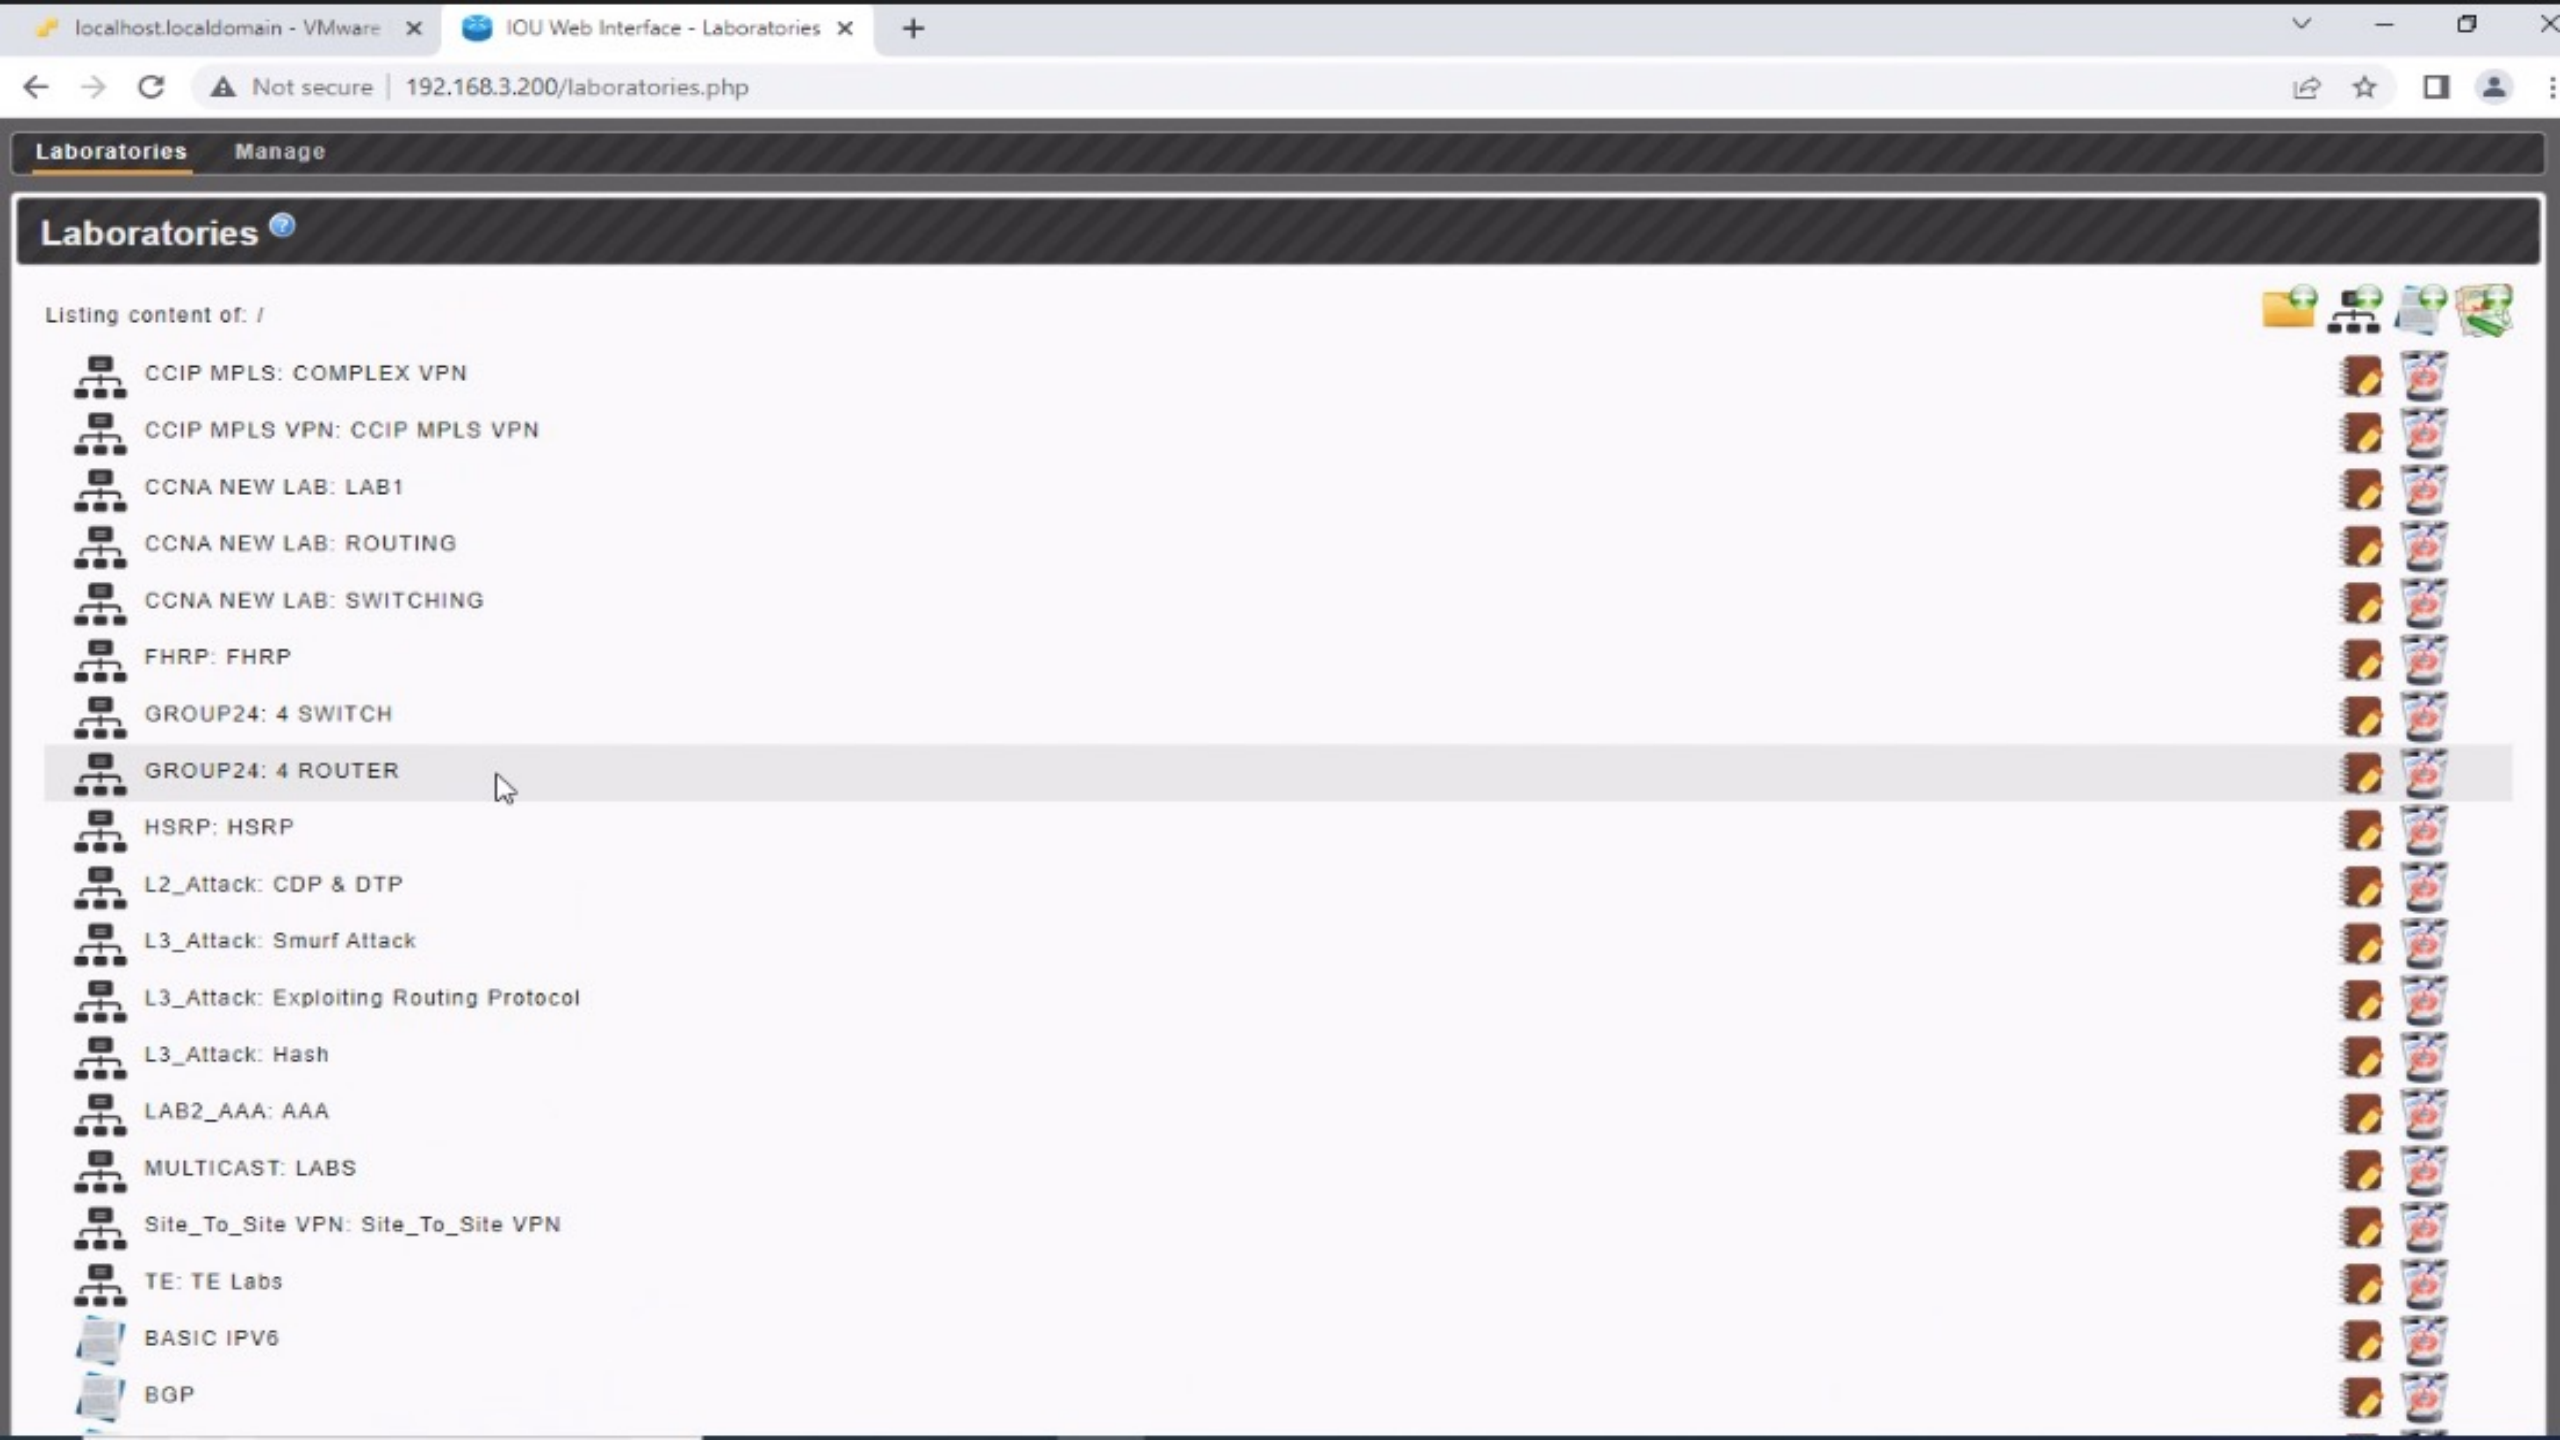 localhost.localdomain - VMware
IOU Web Interface - Laboratories
Not secure
192.168.3.200/laboratories.php
Laboratories
Manage
Laboratories
Listing content of: /
CCIP MPLS: COMPLEX VPN
CCIP MPLS VPN: CCIP MPLS VPN
CCNA NEW LAB: LAB1
CCNA NEW LAB: ROUTING
CCNA NEW LAB: SWITCHING
FHRP: FHRP
GROUP24: 4 SWITCH
GROUP24: 4 ROUTER
HSRP: HSRP
L2_Attack: CDP & DTP
L3_Attack: Smurf Attack
L3_Attack: Exploiting Routing Protocol
L3_Attack: Hash
LAB2_AAA: AAA
MULTICAST: LABS
Site_To_Site VPN: Site_To_Site VPN
TE: TE Labs
BASIC IPV6
BGP